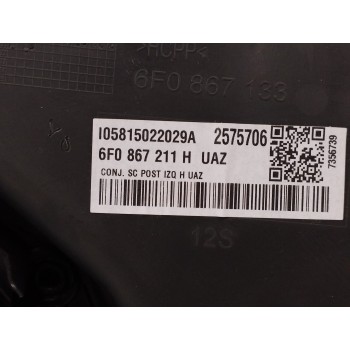 >HCPP<
6F0 867 133
I05815022029A 2575706
6F0 867 211 H UAZ
CONJ. SC POST IZQ H UAZ
7356739
12S